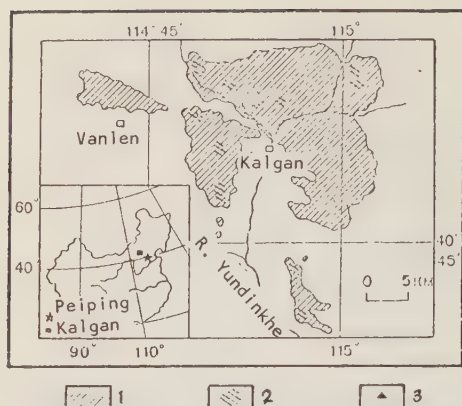 114°45' 115°
Vanlen
Kalgan
60°
40°
45'
40°
R. Yundinkhe
0 5 KM
Peiping
Kalgan
90° 110° 115°
1 2 3